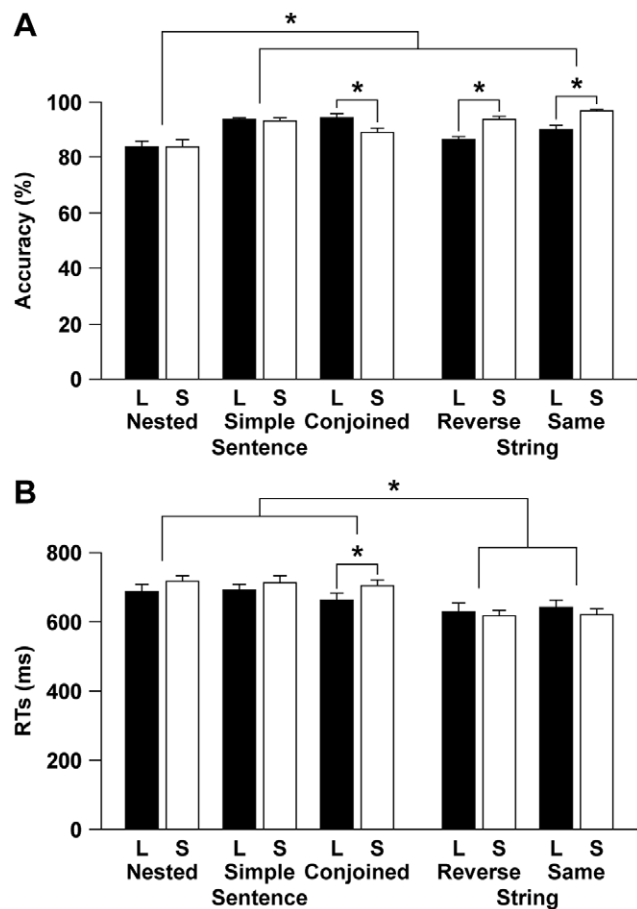 A
*
*
*
*
100
80
60
40
20
0
Accuracy (%)
L S L S L S L S L S
Nested Simple Conjoined Reverse Same
Sentence String
B
*
*
800
600
400
200
0
RTs (ms)
L S L S L S L S L S
Nested Simple Conjoined Reverse Same
Sentence String